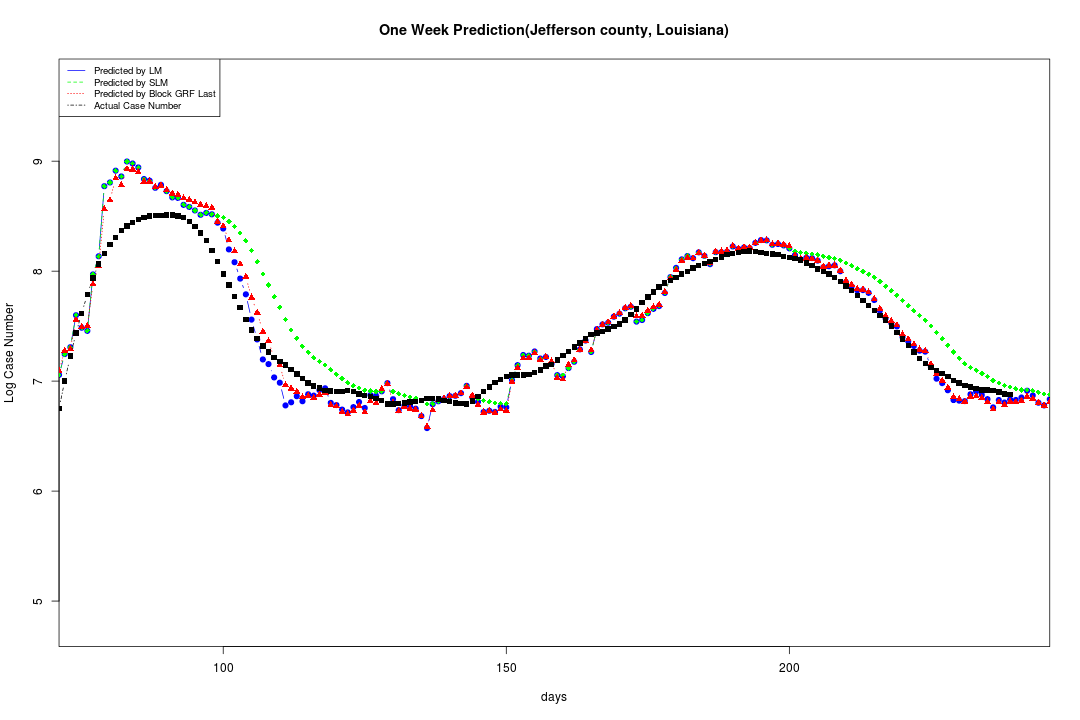 One Week Prediction(Jefferson county, Louisiana)
Predicted by LM
Predicted by SLM
Predicted by Block GRF Last
Actual Case Number
Log Case Number
9
8
7
6
5
100
150
200
days